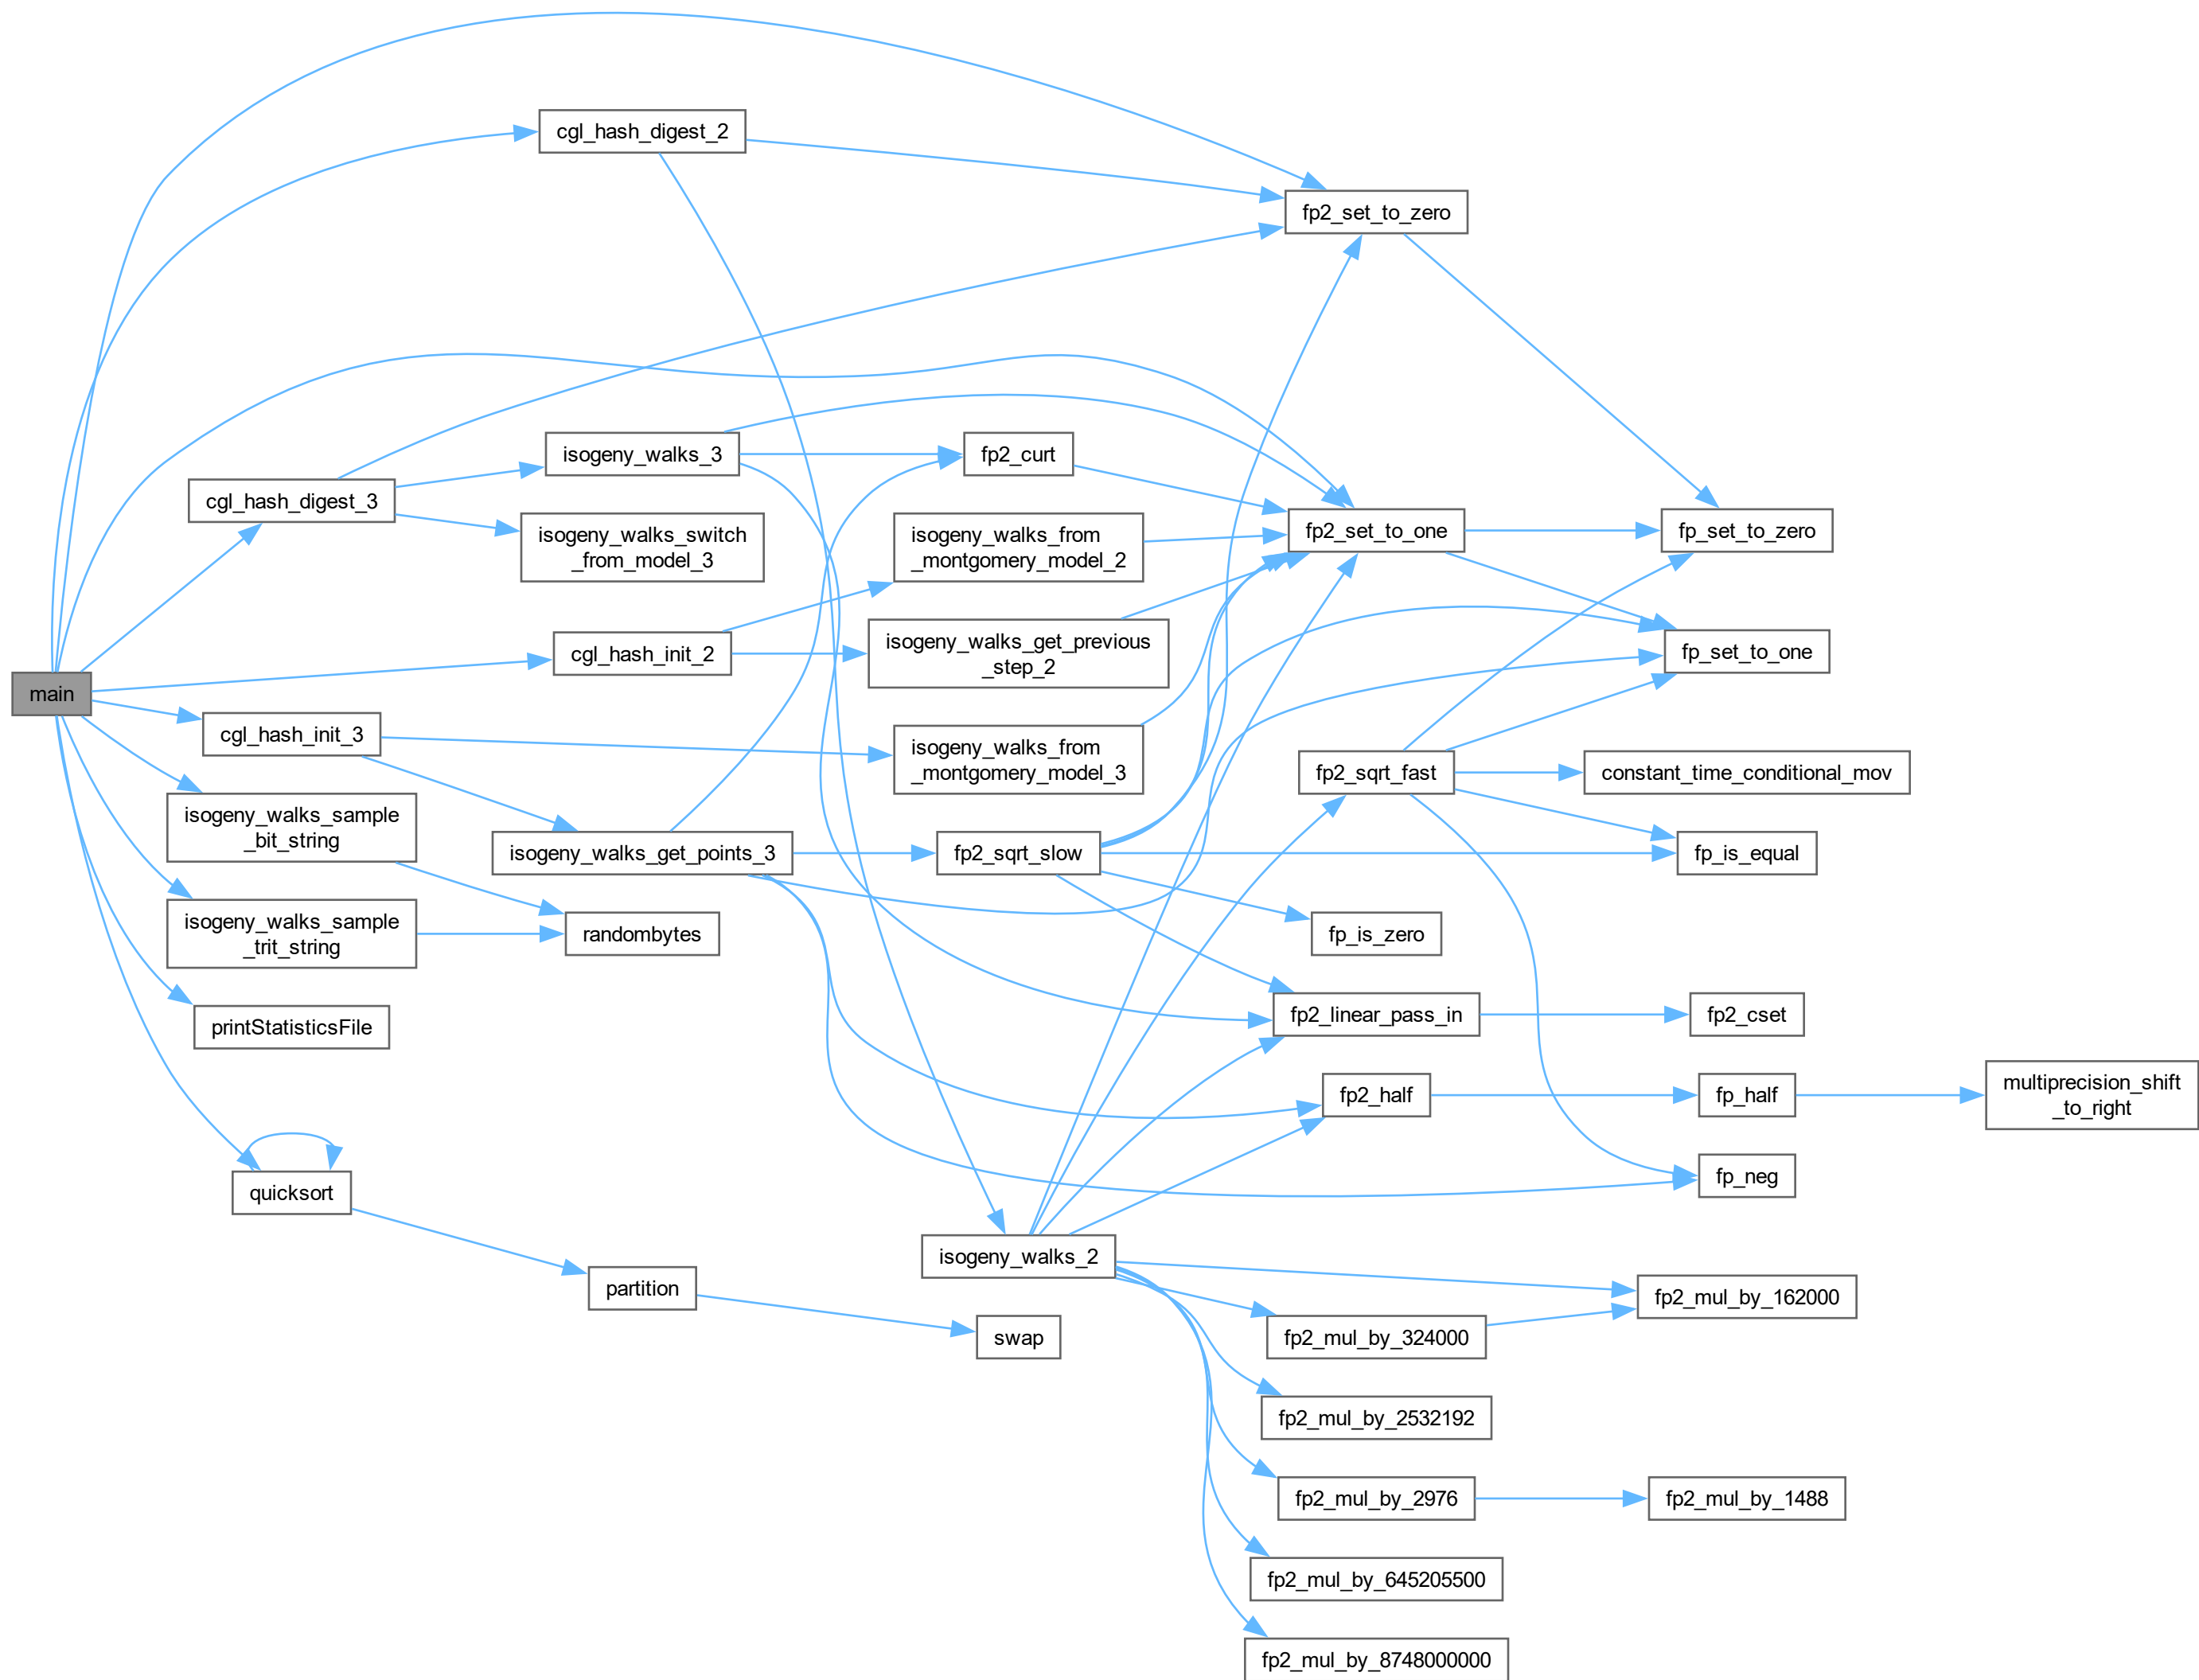 cgl_hash_digest_2
fp2_set_to_zero
isogeny_walks_3
fp2_curt
cgl_hash_digest_3
isogeny_walks_switch
_from_model_3
isogeny_walks_from
_montgomery_model_2
fp2_set_to_one
fp_set_to_zero
cgl_hash_init_2
isogeny_walks_get_previous
_step_2
fp_set_to_one
main
cgl_hash_init_3
isogeny_walks_from
_montgomery_model_3
fp2_sqrt_fast
constant_time_conditional_mov
isogeny_walks_sample
_bit_string
isogeny_walks_get_points_3
fp2_sqrt_slow
fp_is_equal
isogeny_walks_sample
_trit_string
randombytes
fp_is_zero
printStatisticsFile
fp2_linear_pass_in
fp2_cset
fp2_half
fp_half
multiprecision_shift
_to_right
quicksort
fp_neg
isogeny_walks_2
partition
fp2_mul_by_162000
swap
fp2_mul_by_324000
fp2_mul_by_2532192
fp2_mul_by_2976
fp2_mul_by_1488
fp2_mul_by_645205500
fp2_mul_by_8748000000